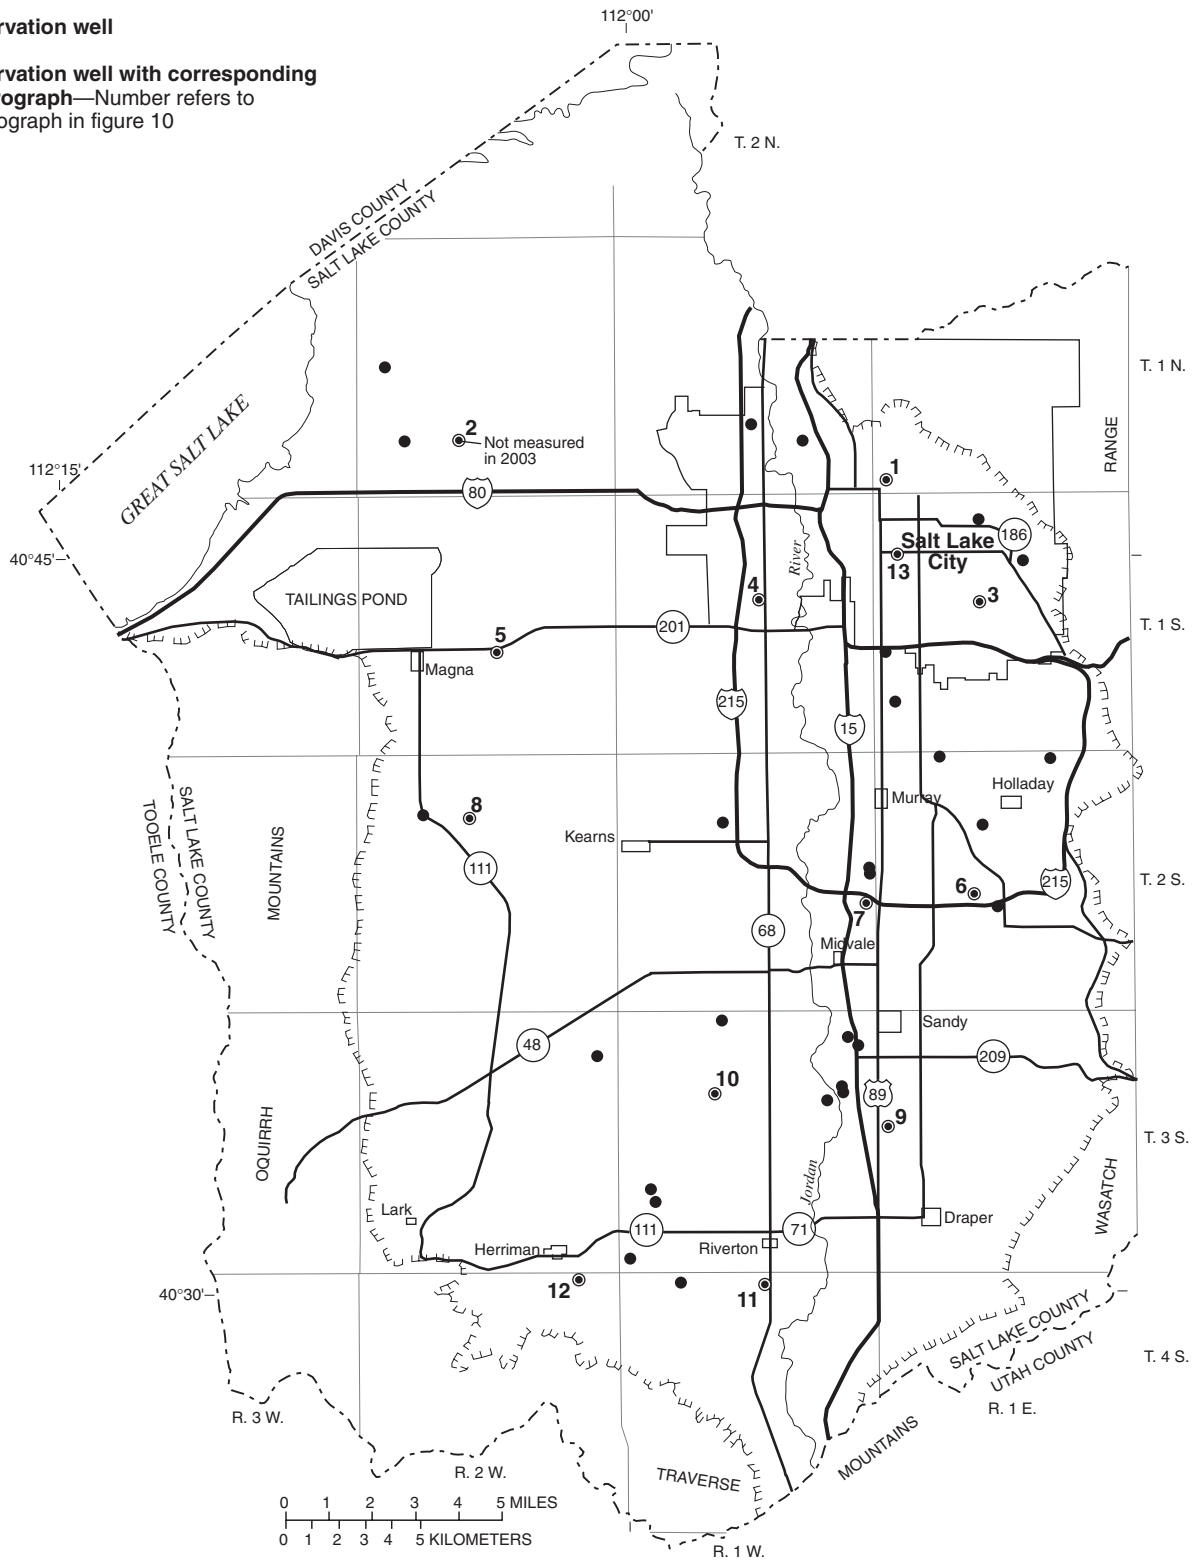 rvation well
rvation well with corresponding
rograph—Number refers to
ograph in figure 10
112°00'
T. 2 N.
DAVIS COUNTY
SALT LAKE COUNTY
T. 1 N.
RANGE
GREAT SALT LAKE
2
Not measured
in 2003
112°15'
80
1
186
Salt Lake
City
13
40°45'
River
3
4
TAILINGS POND
201
T. 1 S.
5
Magna
215
15
Holladay
Murray
8
TOOELE COUNTY
SALT LAKE COUNTY
MOUNTAINS
Kearns
111
6
215
T. 2 S.
7
68
Midvale
Sandy
48
209
10
89
9
OQUIRRH
T. 3 S.
Jordan
WASATCH
Lark
Draper
111
71
Herriman
Riverton
12
11
40°30'
SALT LAKE COUNTY
UTAH COUNTY
T. 4 S.
R. 3 W.
R. 1 E.
MOUNTAINS
R. 2 W.
TRAVERSE
0 1 2 3 4 5 MILES
0 1 2 3 4 5 KILOMETERS
R. 1 W.